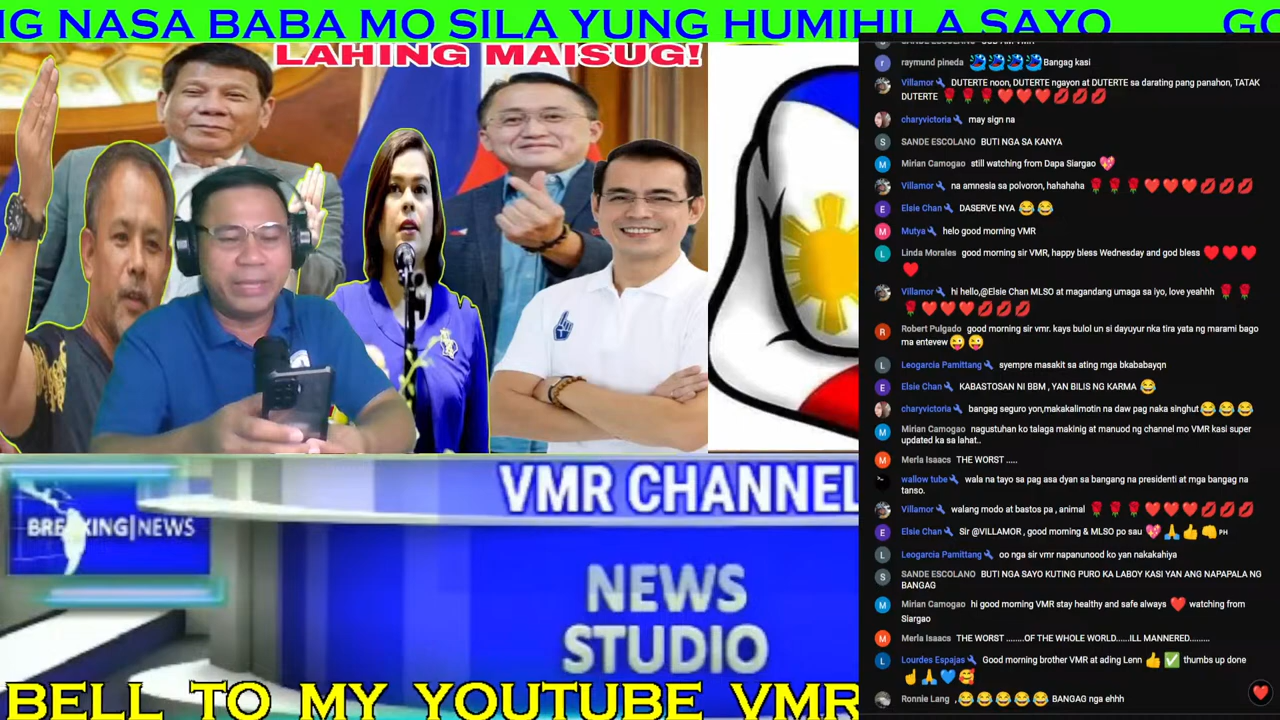 NG NASA BABA MO SILA YUNG HUMIHILA SAYO GO
LAHING MAISUG!
raymund pineda Bangag kasi
Villamor DUTERTE noon, DUTERTE ngayon at DUTERTE sa darating pang panahon, TATAK
DUTERTE
charyvictoria may sign na
SANDE ESCOLANO BUTI NGA SA KANYA
Mirian Camogao still watching from Dapa Siargao
Villamor na amnesia sa polvoron, hahahaha
Elsie Chan DASERVE NYA
Mutya helo good morning VMR
Linda Morales good morning sir VMR, happy bless Wednesday and god bless
Villamor hi hello,@Elsie Chan MLSO at magandang umaga sa iyo, love yeahhh
Robert Pulgado good morning sir vmr. kays bulol un si dayuyur nka tira yata ng marami bago
ma entevew
Leogarcia Pamittang syempre masakit sa ating mga bkababayqn
Elsie Chan KABASTOSAN NI BBM , YAN BILIS NG KARMA
charyvictoria bangag seguro yon,makakalimotin na daw pag naka singhut
Mirian Camogao nagustuhan ko talaga makinig at manuod ng channel mo VMR kasi super
updated ka sa lahat..
Merla Isaacs THE WORST .....
wallow tube wala na tayo sa pag asa dyan sa bangang na presidenti at mga bangag na
tanso.
Villamor walang modo at bastos pa , animal
Elsie Chan Sir @VILLAMOR , good morning & MLSO po sau PH
Leogarcia Pamittang oo nga sir vmr napanunood ko yan nakakahiya
SANDE ESCOLANO BUTI NGA SAYO KUTING PURO KA LABOY KASI YAN ANG NAPAPALA NG
BANGAG
Mirian Camogao hi good morning VMR stay healthy and safe always watching from
Siargao
Merla Isaacs THE WORST ........OF THE WHOLE WORLD......ILL MANNERED.........
Lourdes Espajas Good morning brother VMR at ading Lenn thumbs up done
Ronnie Lang , BANGAG nga ehhh
VMR CHANNEL
BREAKING|NEWS
NEWS
STUDIO
BELL TO MY YOUTUBE VMR